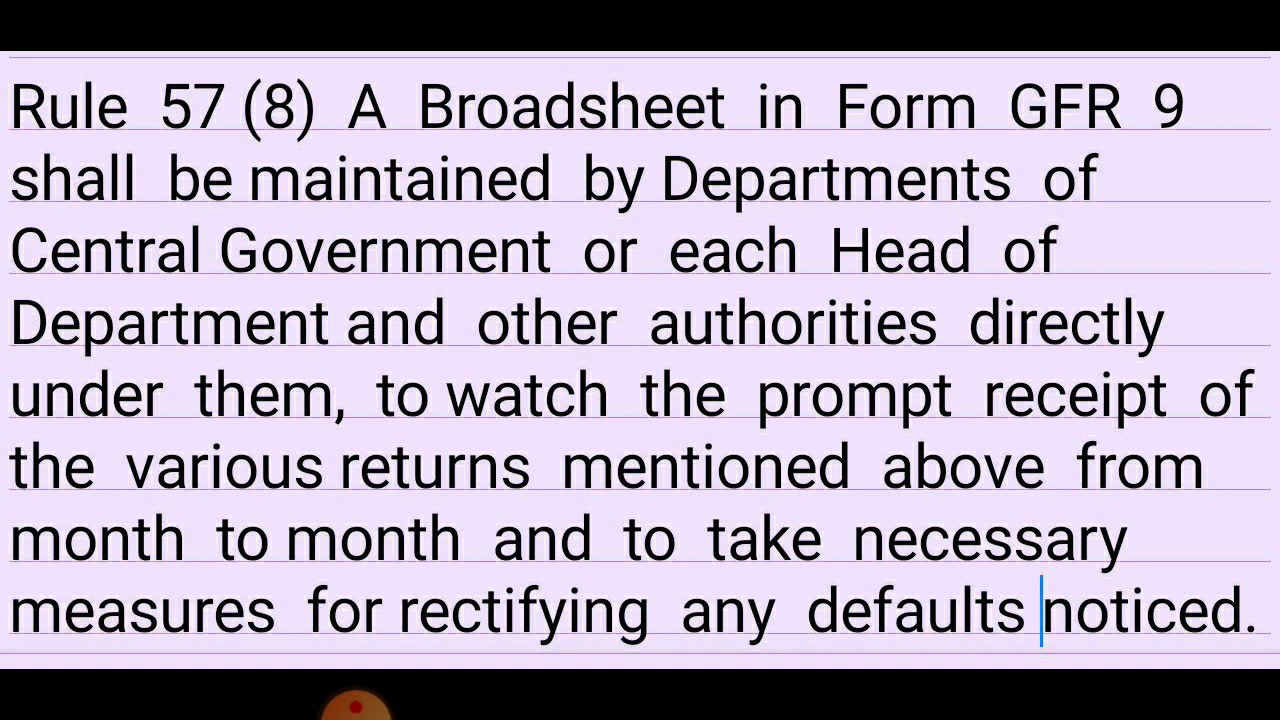 Rule 57 (8) A Broadsheet in Form GFR 9
shall be maintained by Departments of
Central Government or each Head of
Department and other authorities directly
under them, to watch the prompt receipt of
the various returns mentioned above from
month to month and to take necessary
measures for rectifying any defaults noticed.